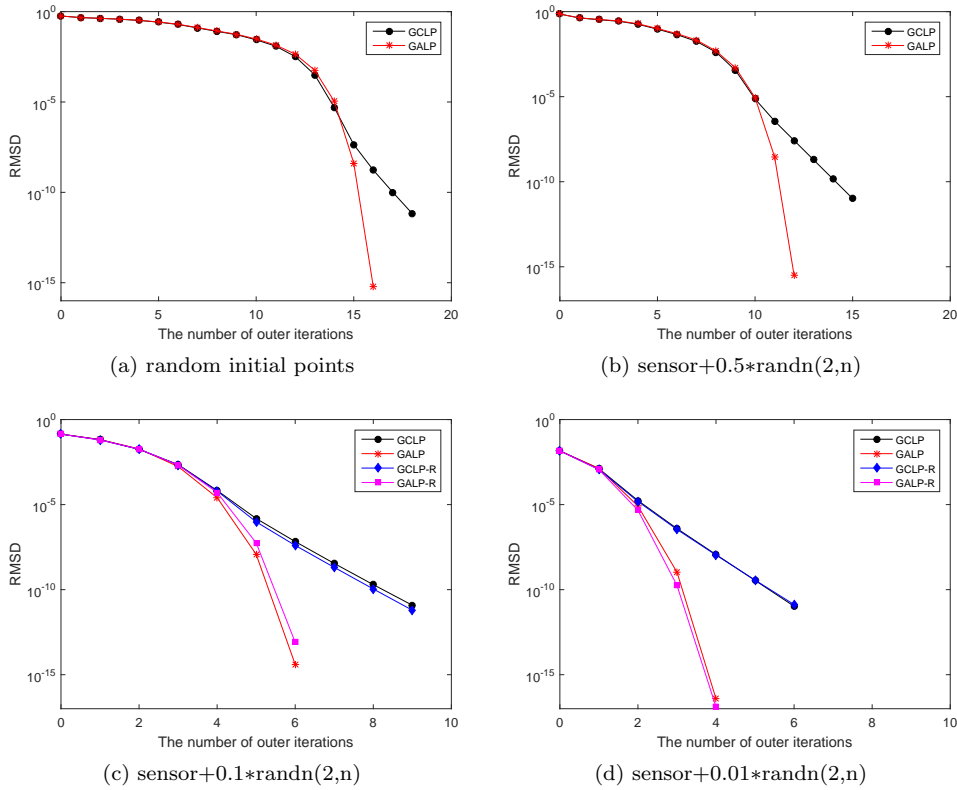 10^0
10^-5
10^-10
10^-15
RMSD
0
5
10
15
20
The number of outer iterations
GCLP
GALP
(a) random initial points
10^0
10^-5
10^-10
10^-15
RMSD
0
5
10
15
20
The number of outer iterations
GCLP
GALP
(b) sensor+0.5*randn(2,n)
10^0
10^-5
10^-10
10^-15
RMSD
0
2
4
6
8
10
The number of outer iterations
GCLP
GALP
GCLP-R
GALP-R
(c) sensor+0.1*randn(2,n)
10^0
10^-5
10^-10
10^-15
RMSD
0
2
4
6
8
10
The number of outer iterations
GCLP
GALP
GCLP-R
GALP-R
(d) sensor+0.01*randn(2,n)